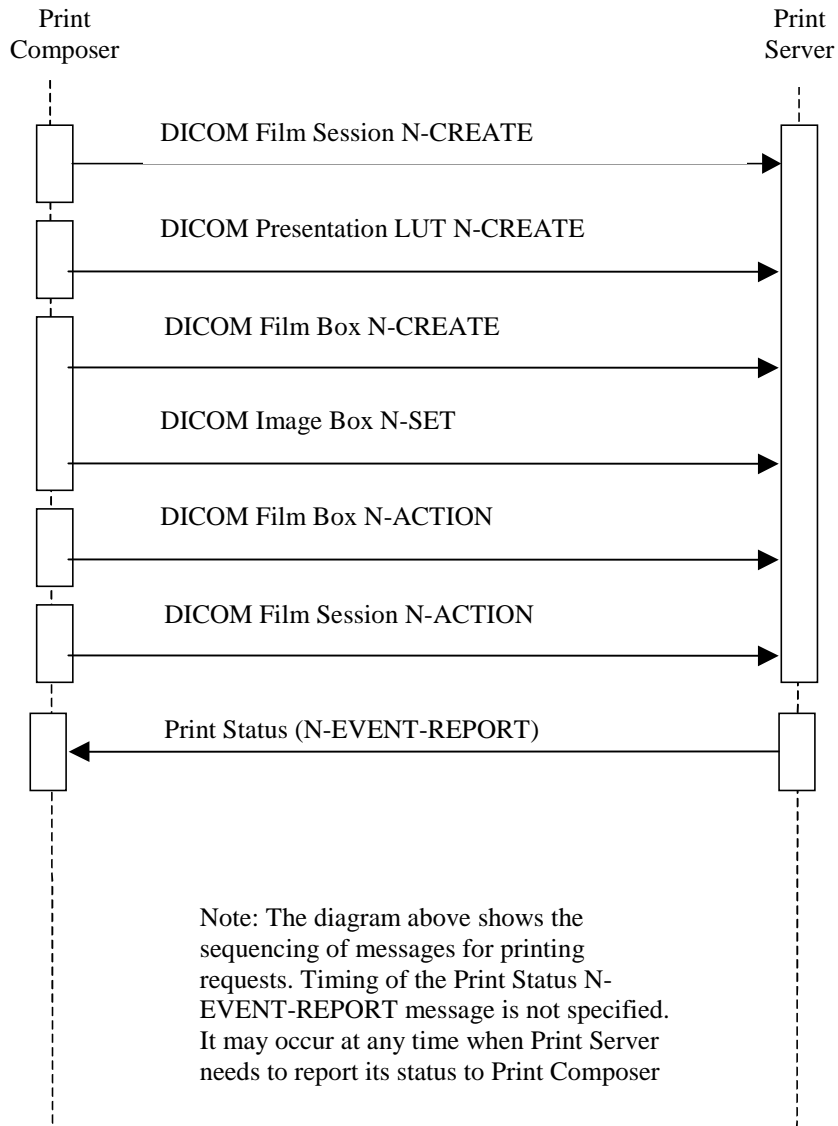 Print
Composer
Print
Server
DICOM Film Session N-CREATE
DICOM Presentation LUT N-CREATE
DICOM Film Box N-CREATE
DICOM Image Box N-SET
DICOM Film Box N-ACTION
DICOM Film Session N-ACTION
Print Status (N-EVENT-REPORT)
Note: The diagram above shows the
sequencing of messages for printing
requests. Timing of the Print Status N-
EVENT-REPORT message is not specified.
It may occur at any time when Print Server
needs to report its status to Print Composer